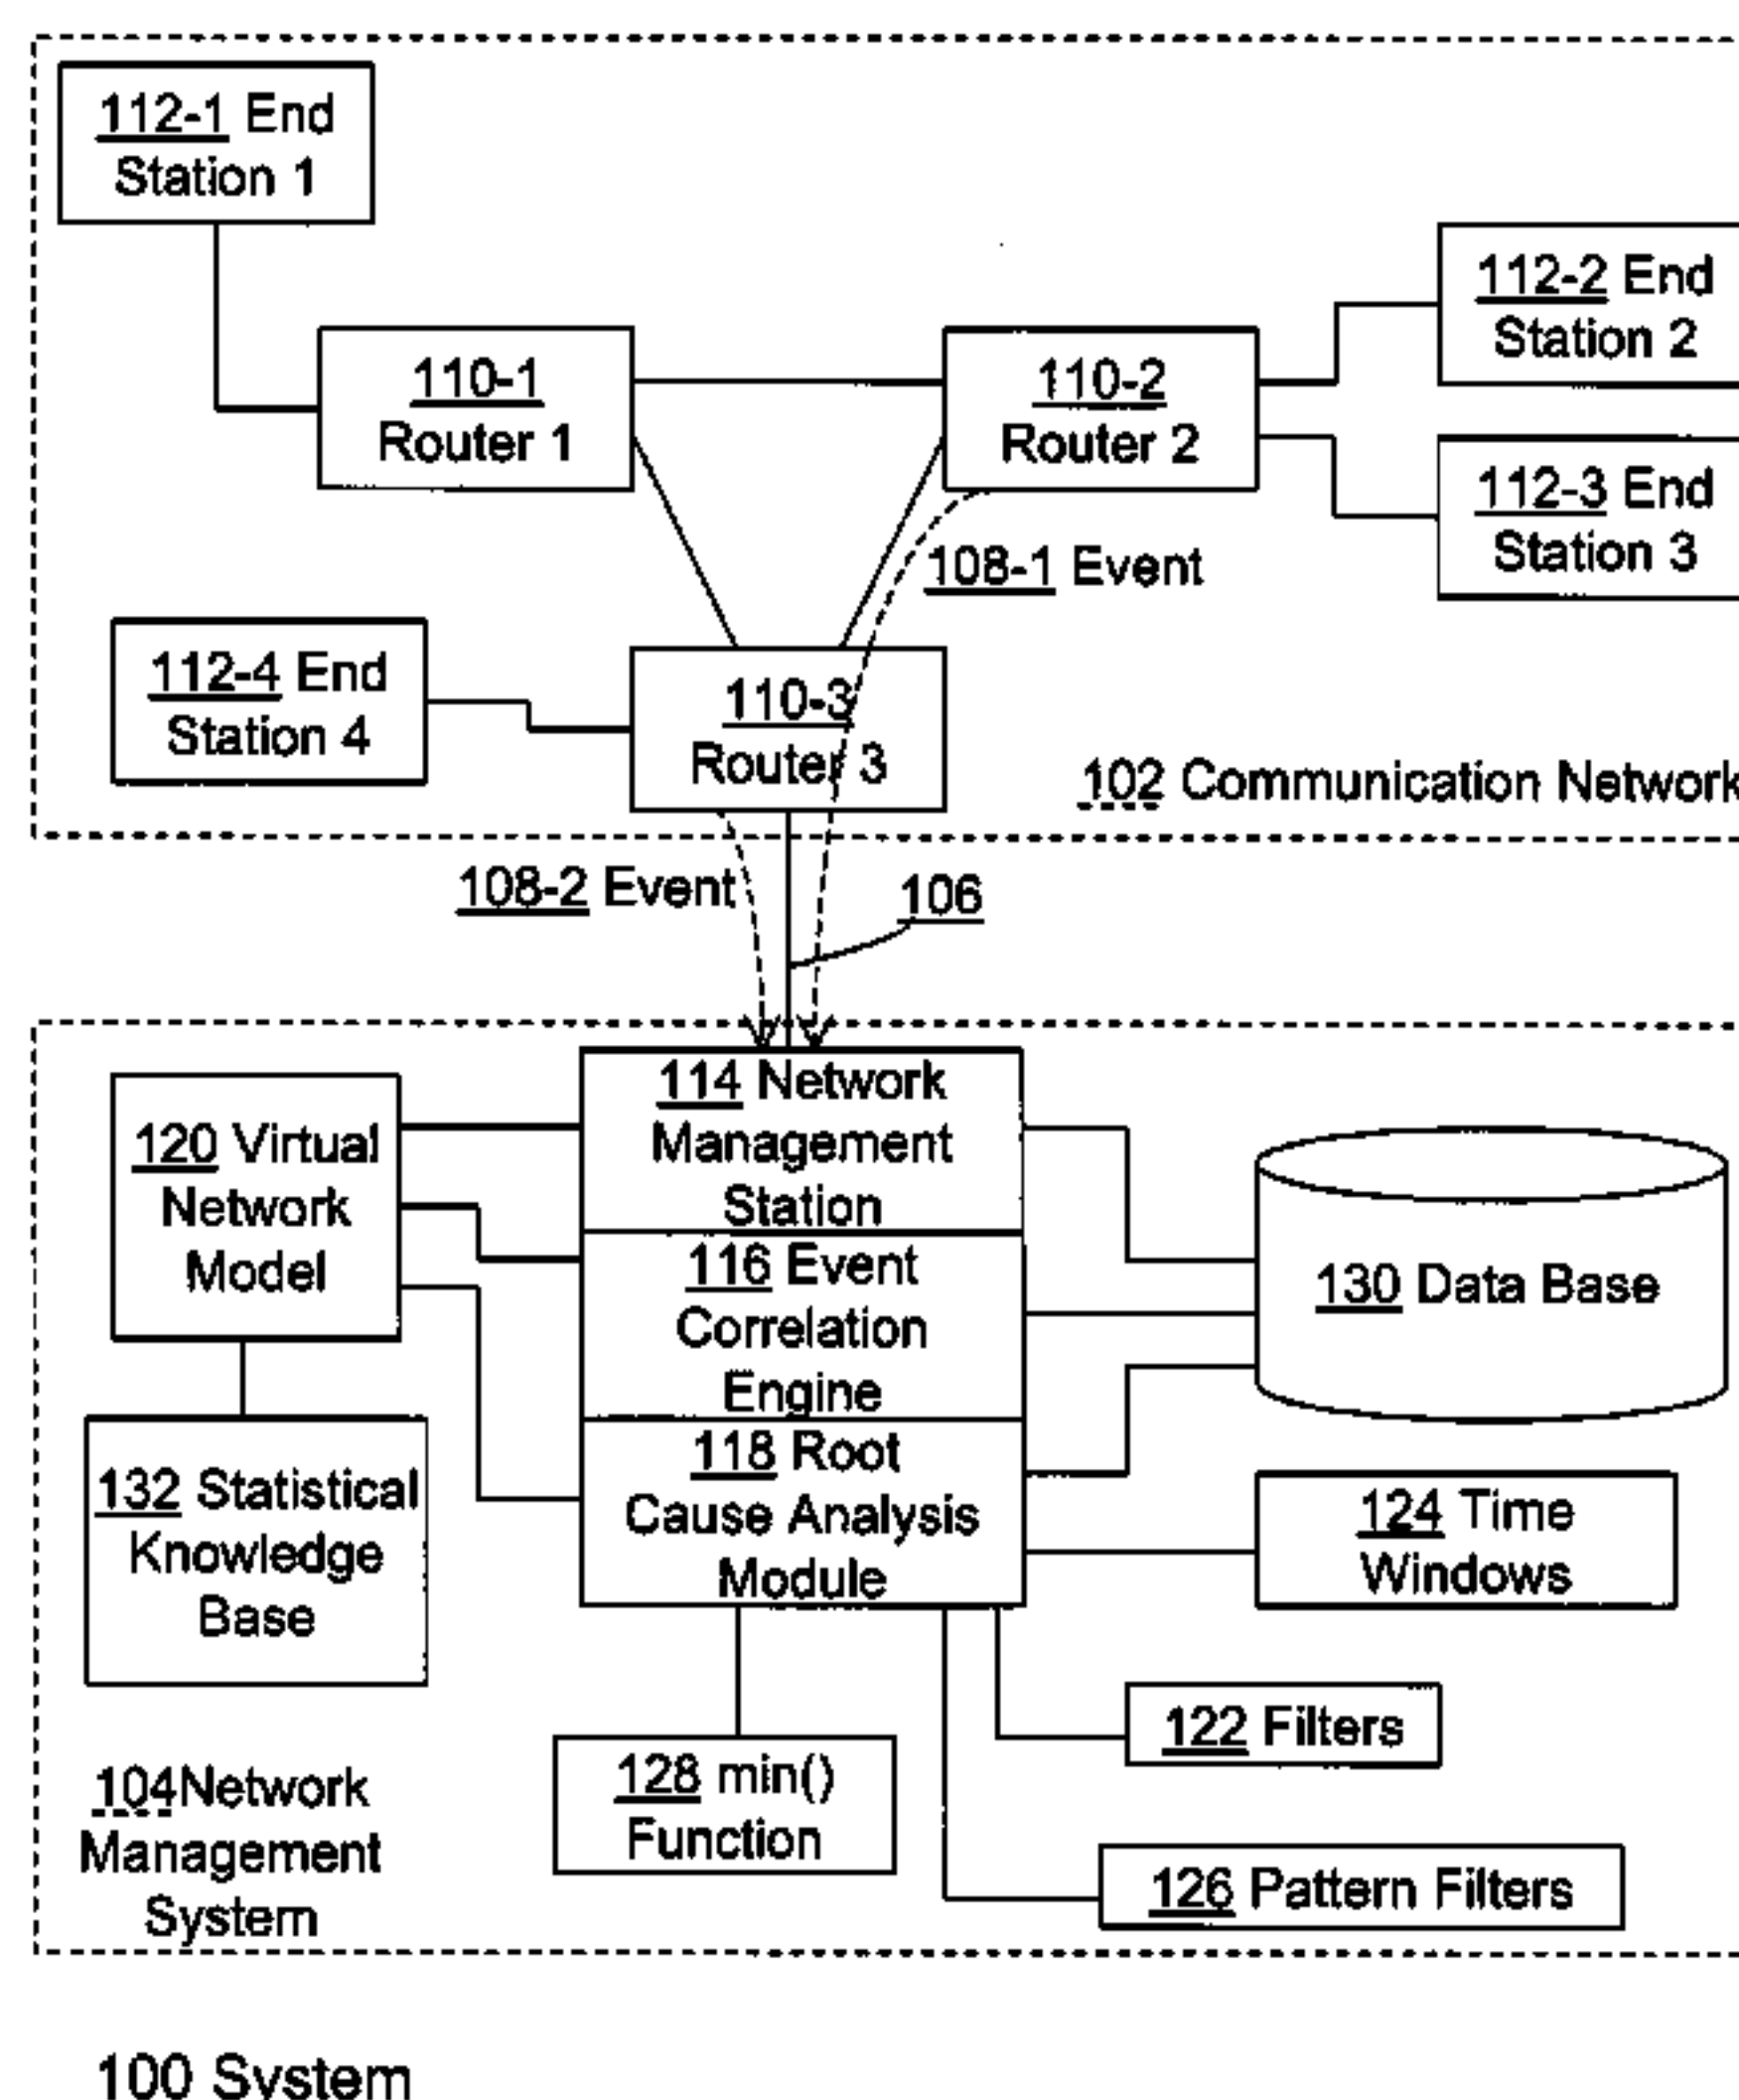 112-1 End
Station 1
112-2 End
Station 2
110-1
Router 1
110-2
Router 2
112-3 End
Station 3
108-1 Event
112-4 End
Station 4
110-3
Router 3
102 Communication Network
108-2 Event
106
114 Network
Management
Station
120 Virtual
Network
Model
116 Event
Correlation
Engine
130 Data Base
118 Root
Cause Analysis
Module
132 Statistical
Knowledge
Base
124 Time
Windows
122 Filters
128 min()
Function
104Network
Management
System
126 Pattern Filters
100 System